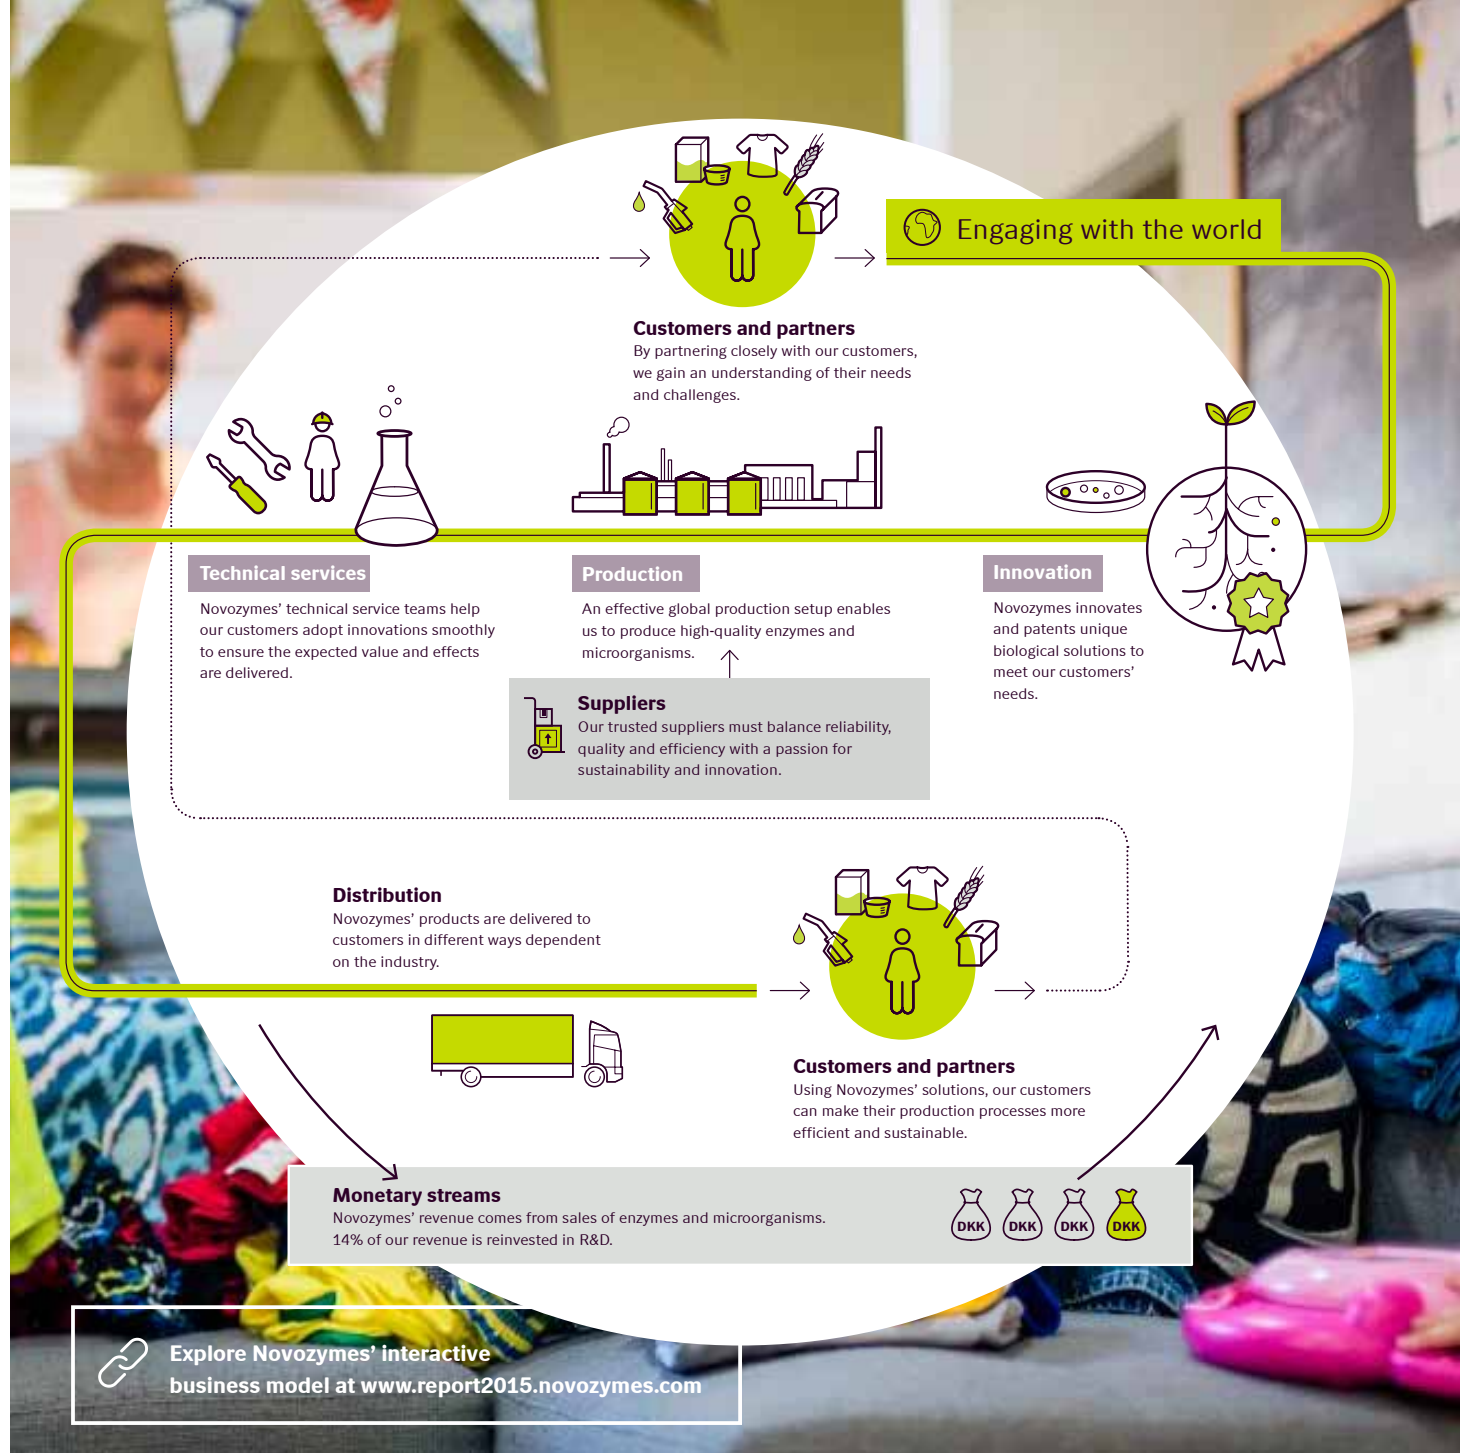 Engaging with the world
Customers and partners
By partnering closely with our customers,
we gain an understanding of their needs
and challenges.
Technical services
Novozymes’ technical service teams help
our customers adopt innovations smoothly
to ensure the expected value and effects
are delivered.
Production
An effective global production setup enables
us to produce high-quality enzymes and
microorganisms.
Innovation
Novozymes innovates
and patents unique
biological solutions to
meet our customers’
needs.
Suppliers
Our trusted suppliers must balance reliability,
quality and efficiency with a passion for
sustainability and innovation.
Distribution
Novozymes’ products are delivered to
customers in different ways dependent
on the industry.
Customers and partners
Using Novozymes’ solutions, our customers
can make their production processes more
efficient and sustainable.
Monetary streams
Novozymes’ revenue comes from sales of enzymes and microorganisms.
14% of our revenue is reinvested in R&D.
DKK DKK DKK DKK
Explore Novozymes’ interactive
business model at www.report2015.novozymes.com